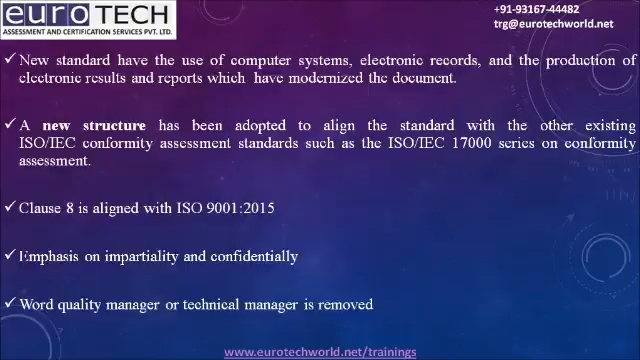 euro TECH
ASSESSMENT AND CERTIFICATION SERVICES PVT. LTD.
+91-93167-44482
trg@eurotechworld.net
✓New standard have the use of computer systems, electronic records, and the production of
electronic results and reports which have modernized the document.
✓A new structure has been adopted to align the standard with the other existing
ISO/IEC conformity assessment standards such as the ISO/IEC 17000 series on conformity
assessment.
✓Clause 8 is aligned with ISO 9001:2015
✓Emphasis on impartiality and confidentially
✓Word quality manager or technical manager is removed
www.eurotechworld.net/trainings